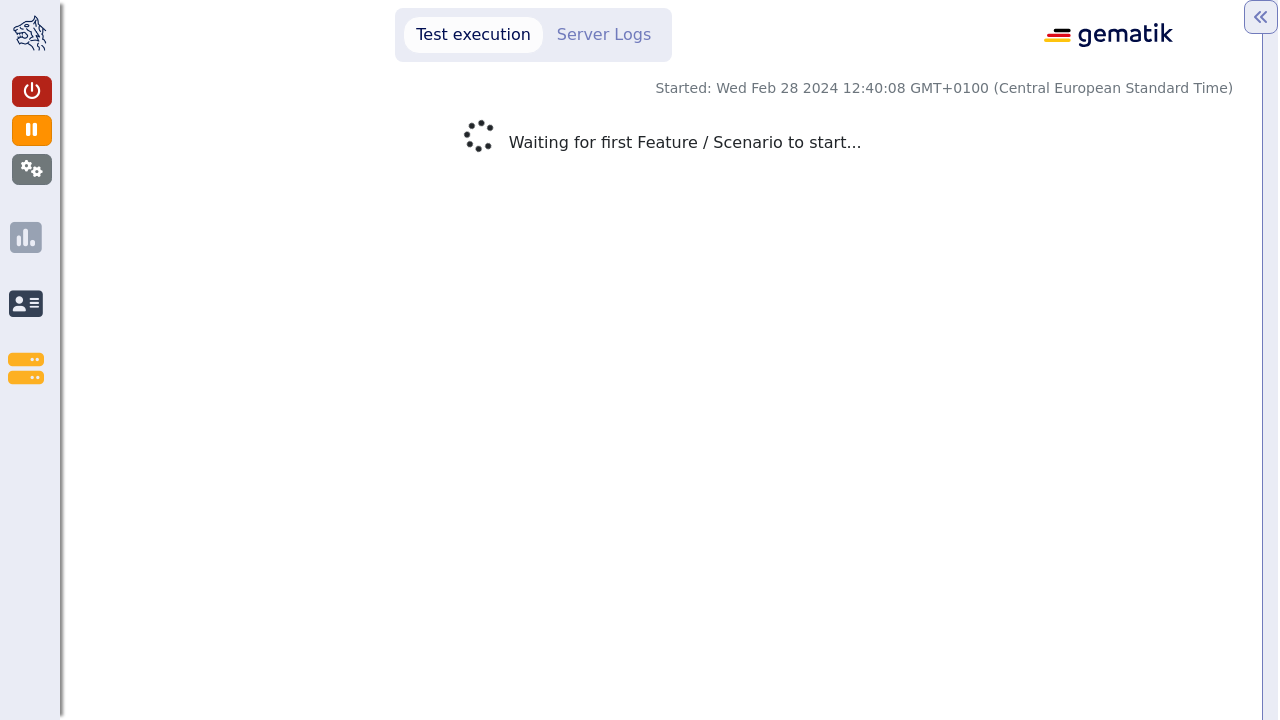 Test execution
Server Logs
gematik
Started: Wed Feb 28 2024 12:40:08 GMT+0100 (Central European Standard Time)
Waiting for first Feature / Scenario to start...